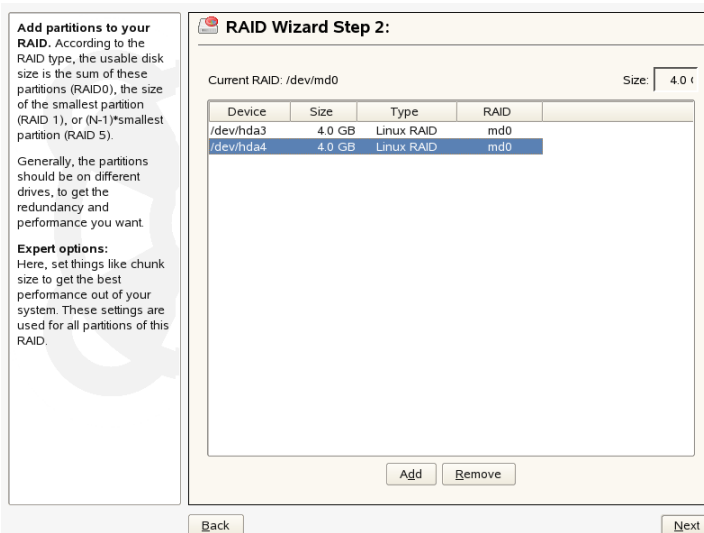 Add partitions to your
RAID. According to the
RAID type, the usable disk
size is the sum of these
partitions (RAID0), the size
of the smallest partition
(RAID 1), or (N-1)*smallest
partition (RAID 5).
Generally, the partitions
should be on different
drives, to get the
redundancy and
performance you want.
Expert options:
Here, set things like chunk
size to get the best
performance out of your
system. These settings are
used for all partitions of this
RAID.
RAID Wizard Step 2:
Current RAID: /dev/md0 Size: 4.0
Device Size Type RAID
/dev/hda3 4.0 GB Linux RAID md0
/dev/hda4 4.0 GB Linux RAID md0
Add Remove
Back Next